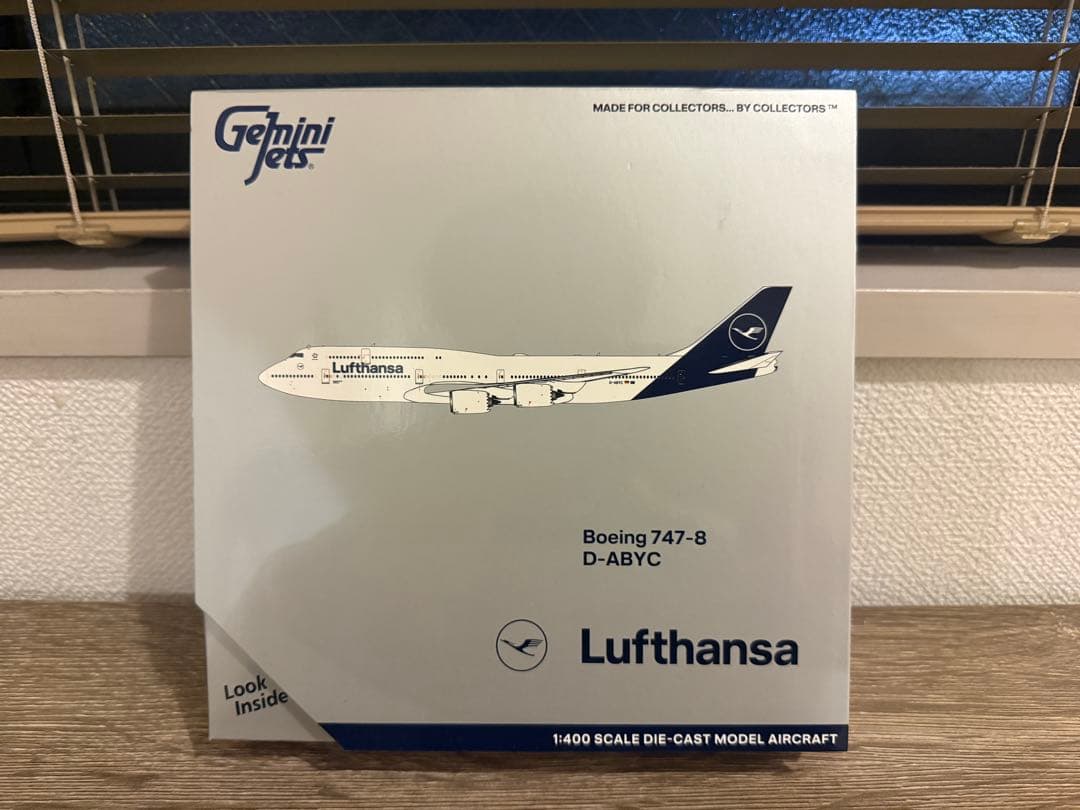 Gemini Jets®
MADE FOR COLLECTORS... BY COLLECTORS™
Lufthansa
D-ABYC
Boeing 747-8
D-ABYC
Lufthansa
Look
Inside
1:400 SCALE DIE-CAST MODEL AIRCRAFT